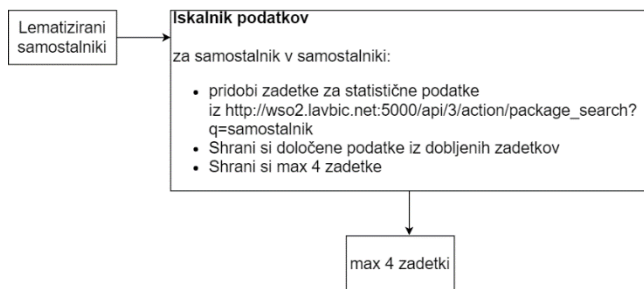 Lematizirani
samostalniki
Iskalnik podatkov
za samostalnik v samostalniki:
• pridobi zadetke za statistične podatke
iz http://wso2.lavbic.net:5000/api/3/action/package_search?
q=samostalnik
• Shrani si določene podatke iz dobljenih zadetkov
• Shrani si max 4 zadetke
max 4 zadetki